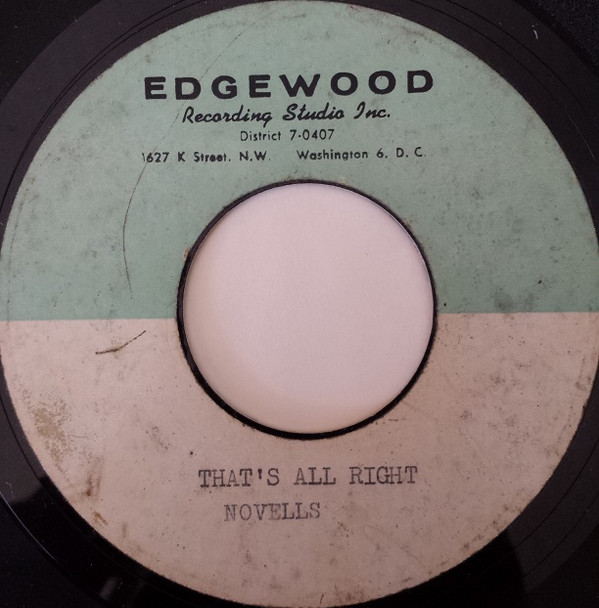 EDGEWOOD
Recording Studio Inc.
District 7-0407
1627 K Street. N.W. Washington 6, D. C.
THAT'S ALL RIGHT
NOVELLS